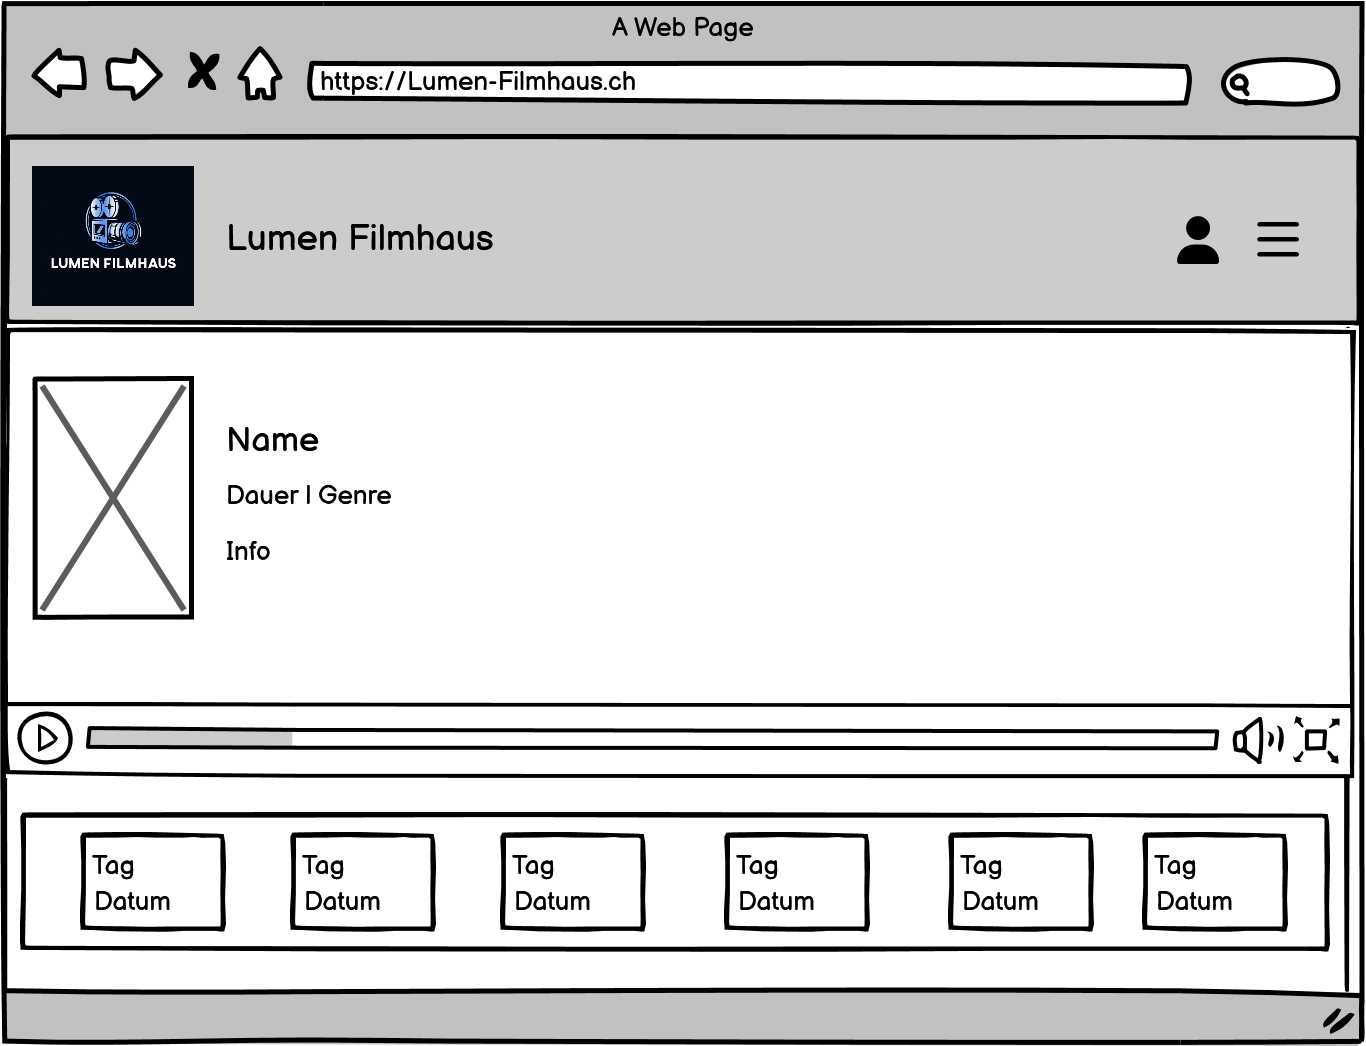 A Web Page
https://Lumen-Filmhaus.ch
LUMEN FILMHAUS
Lumen Filmhaus
Name
Dauer | Genre
Info
Tag
Datum
Tag
Datum
Tag
Datum
Tag
Datum
Tag
Datum
Tag
Datum